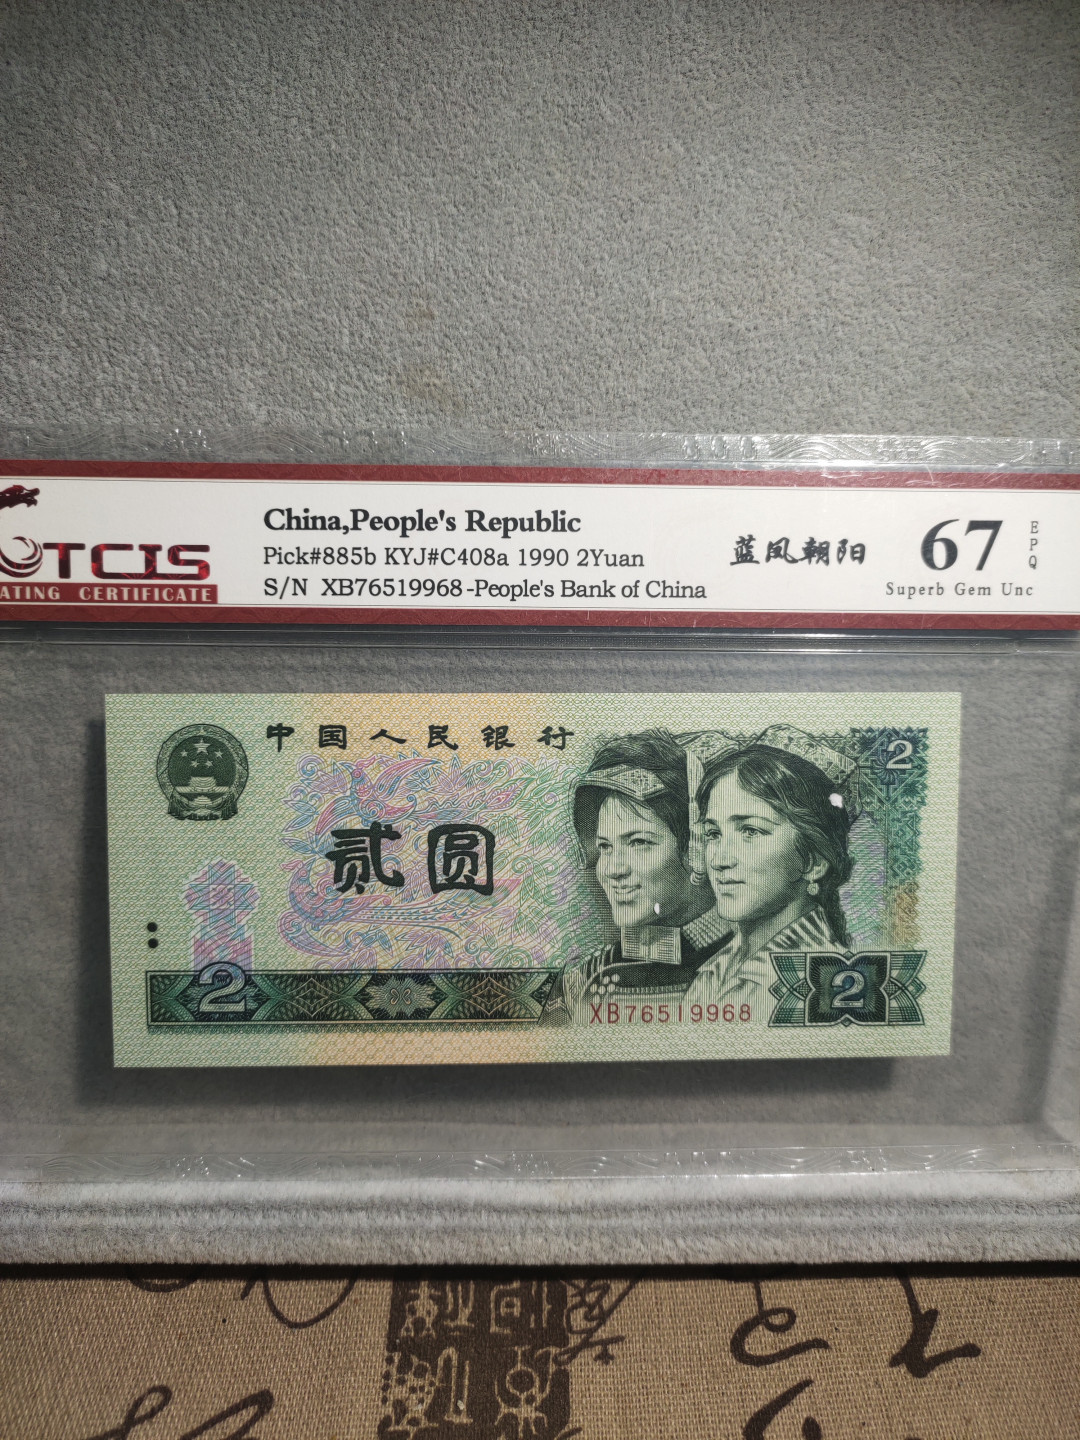 China,People's Republic
Pick#885b KYJ#C408a 1990 2Yuan
S/N XB76519968-People's Bank of China
TCIS
ATING CERTIFICATE
蓝凤朝阳
67
EPQ
Superb Gem Unc
中国人民银行
2
贰圆
2
XB76519968
2